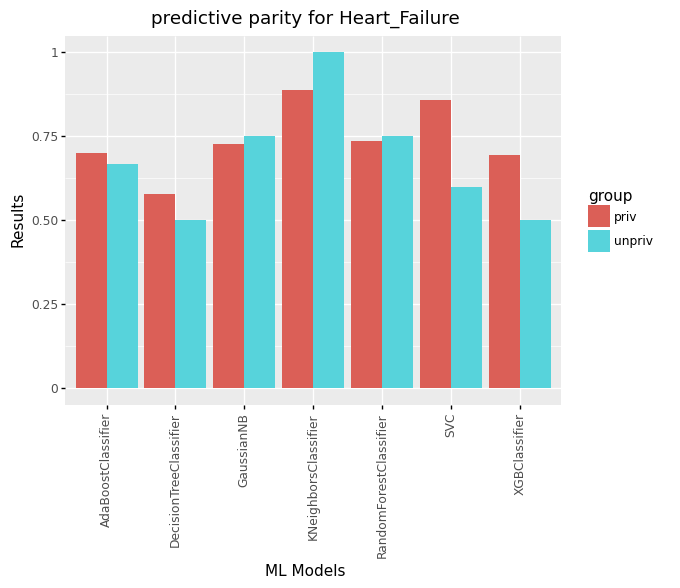 predictive parity for Heart_Failure
Results
1
0.75
0.50
0.25
0
AdaBoostClassifier
DecisionTreeClassifier
GaussianNB
KNeighborsClassifier
RandomForestClassifier
SVC
XGBClassifier
ML Models
group
priv
unpriv